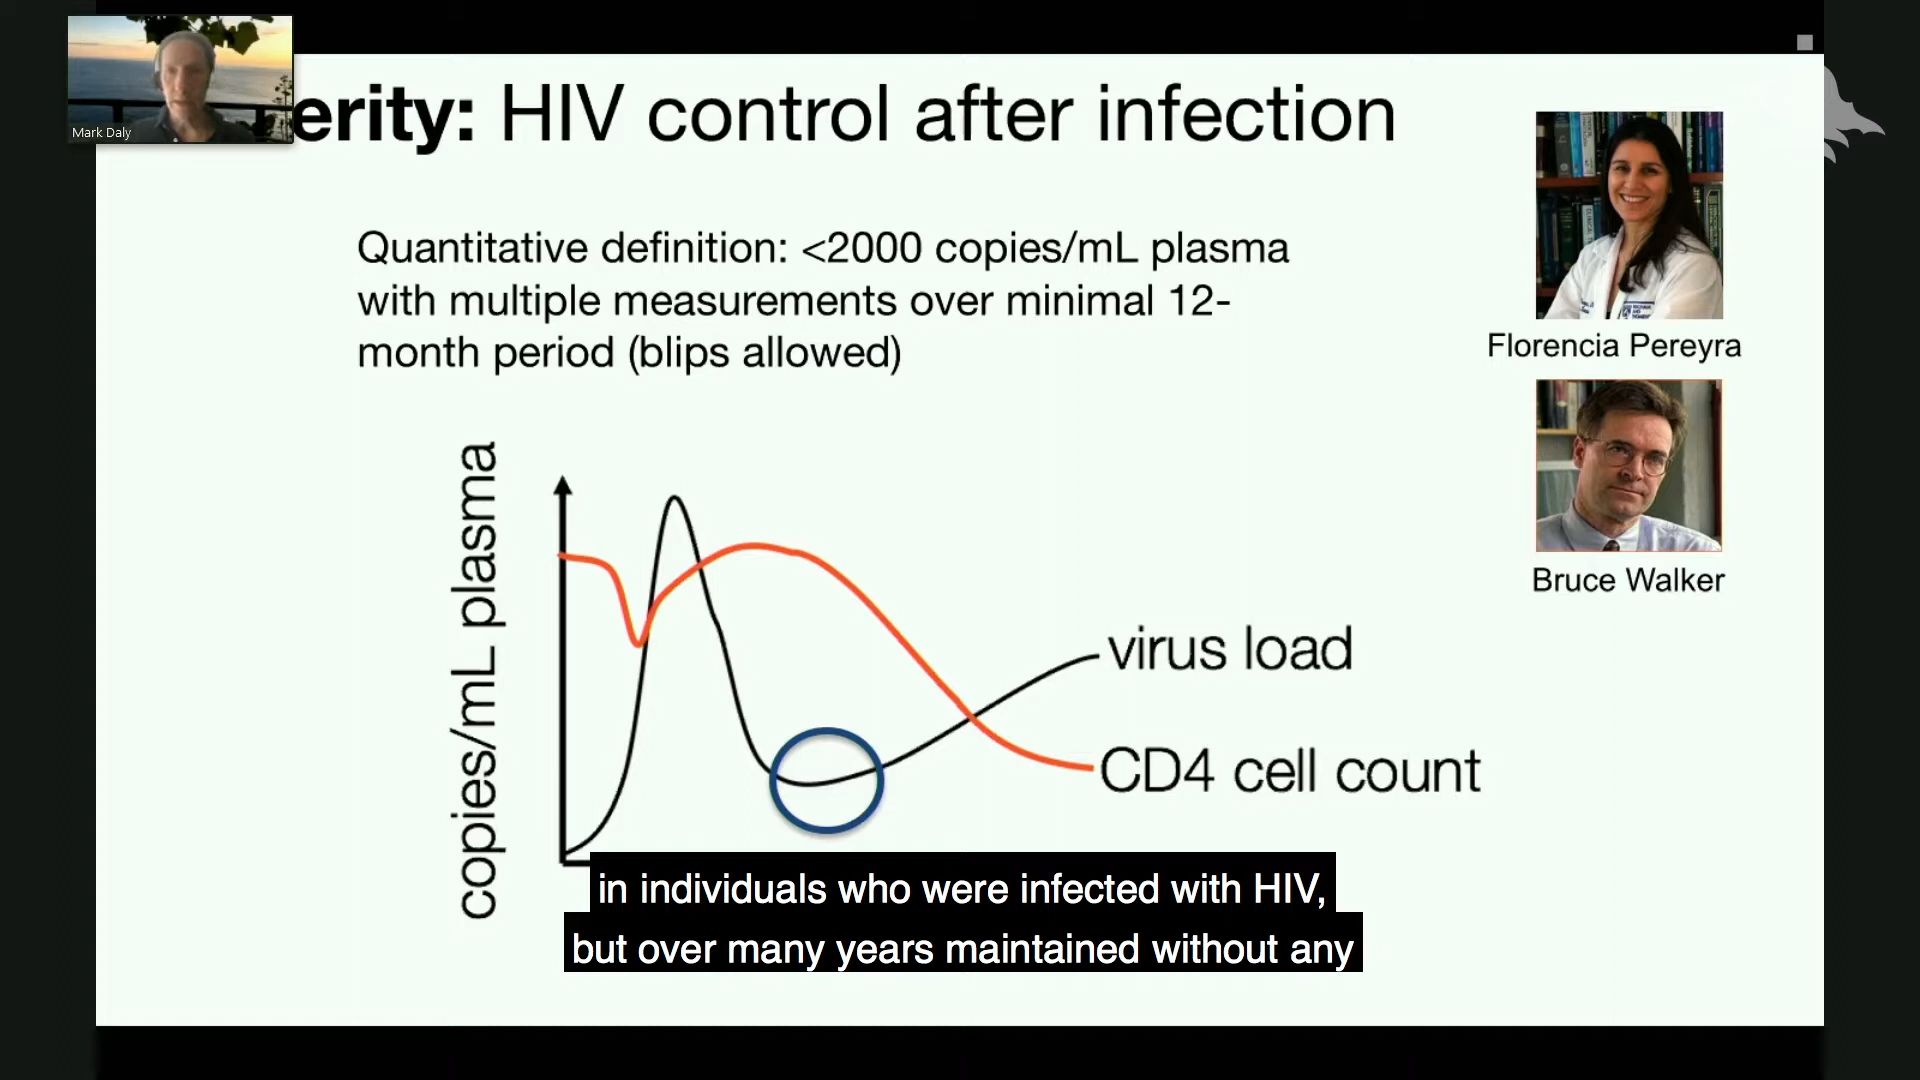 Mark Daly
erity: HIV control after infection
Quantitative definition: <2000 copies/mL plasma
with multiple measurements over minimal 12-
month period (blips allowed)
Florencia Pereyra
Bruce Walker
copies/mL plasma
virus load
CD4 cell count
in individuals who were infected with HIV,
but over many years maintained without any